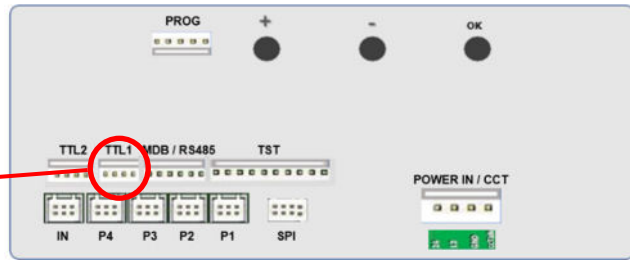 PROG + - OK
TTL2 TTL1 MDB / RS485 TST
POWER IN / CCT
IN P4 P3 P2 P1 SPI